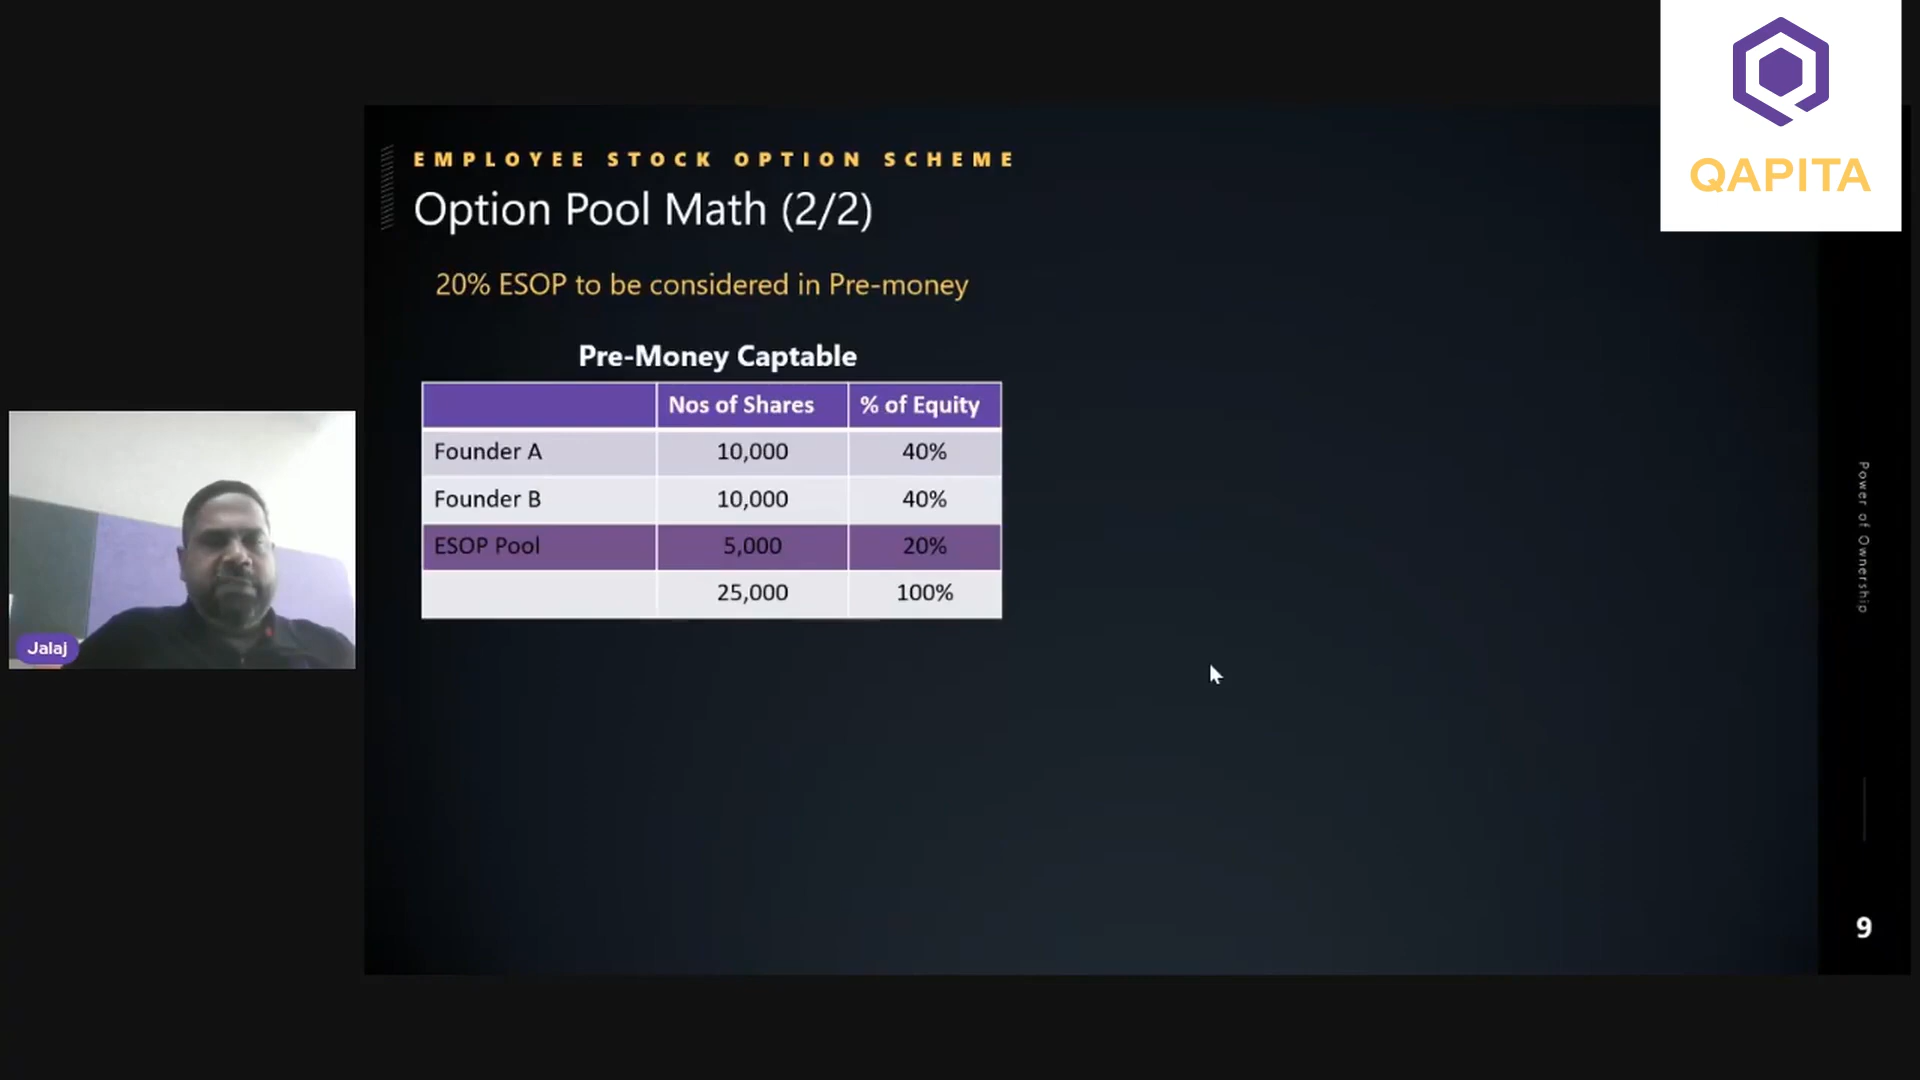 QAPITA
EMPLOYEE STOCK OPTION SCHEME
Option Pool Math (2/2)
20% ESOP to be considered in Pre-money
Pre-Money Captable
Nos of Shares % of Equity
Founder A 10,000 40%
Founder B 10,000 40%
ESOP Pool 5,000 20%
25,000 100%
Jalaj
Power of Ownership
9